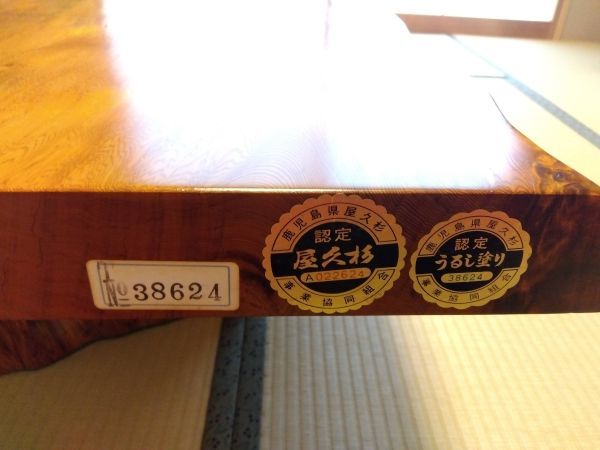 No 38624
鹿児島県屋久杉
認定
屋久杉
A 022624
事業協同組合
鹿児島県屋久杉
認定
うるし塗り
38624
事業協同組合